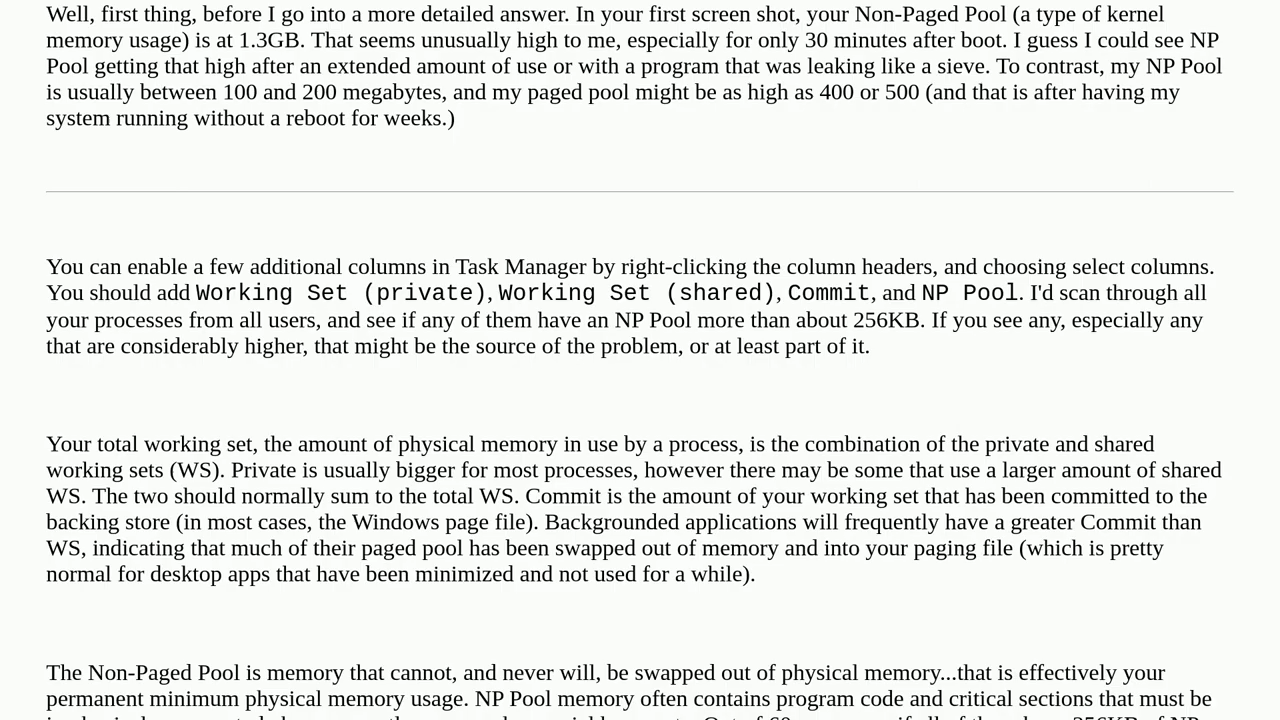 Well, first thing, before I go into a more detailed answer. In your first screen shot, your Non-Paged Pool (a type of kernel
memory usage) is at 1.3GB. That seems unusually high to me, especially for only 30 minutes after boot. I guess I could see NP
Pool getting that high after an extended amount of use or with a program that was leaking like a sieve. To contrast, my NP Pool
is usually between 100 and 200 megabytes, and my paged pool might be as high as 400 or 500 (and that is after having my
system running without a reboot for weeks.)
You can enable a few additional columns in Task Manager by right-clicking the column headers, and choosing select columns.
You should add Working Set (private), Working Set (shared), Commit, and NP Pool. I'd scan through all
your processes from all users, and see if any of them have an NP Pool more than about 256KB. If you see any, especially any
that are considerably higher, that might be the source of the problem, or at least part of it.
Your total working set, the amount of physical memory in use by a process, is the combination of the private and shared
working sets (WS). Private is usually bigger for most processes, however there may be some that use a larger amount of shared
WS. The two should normally sum to the total WS. Commit is the amount of your working set that has been committed to the
backing store (in most cases, the Windows page file). Backgrounded applications will frequently have a greater Commit than
WS, indicating that much of their paged pool has been swapped out of memory and into your paging file (which is pretty
normal for desktop apps that have been minimized and not used for a while).
The Non-Paged Pool is memory that cannot, and never will, be swapped out of physical memory...that is effectively your
permanent minimum physical memory usage. NP Pool memory often contains program code and critical sections that must be